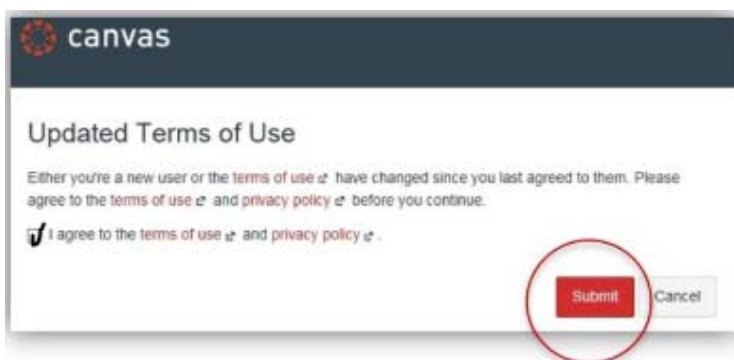 canvas
Updated Terms of Use
Either you're a new user or the terms of use have changed since you last agreed to them. Please
agree to the terms of use and privacy policy before you continue.
I agree to the terms of use and privacy policy .
Submit
Cancel